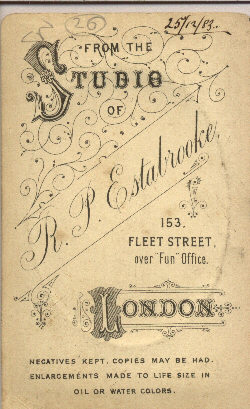 26
25/12/83.
FROM THE
STUDIO
OF
R. P. Estabrooke.
153,
FLEET STREET,
over "Fun" Office.
LONDON
NEGATIVES KEPT. COPIES MAY BE HAD.
ENLARGEMENTS MADE TO LIFE SIZE IN
OIL OR WATER COLORS.